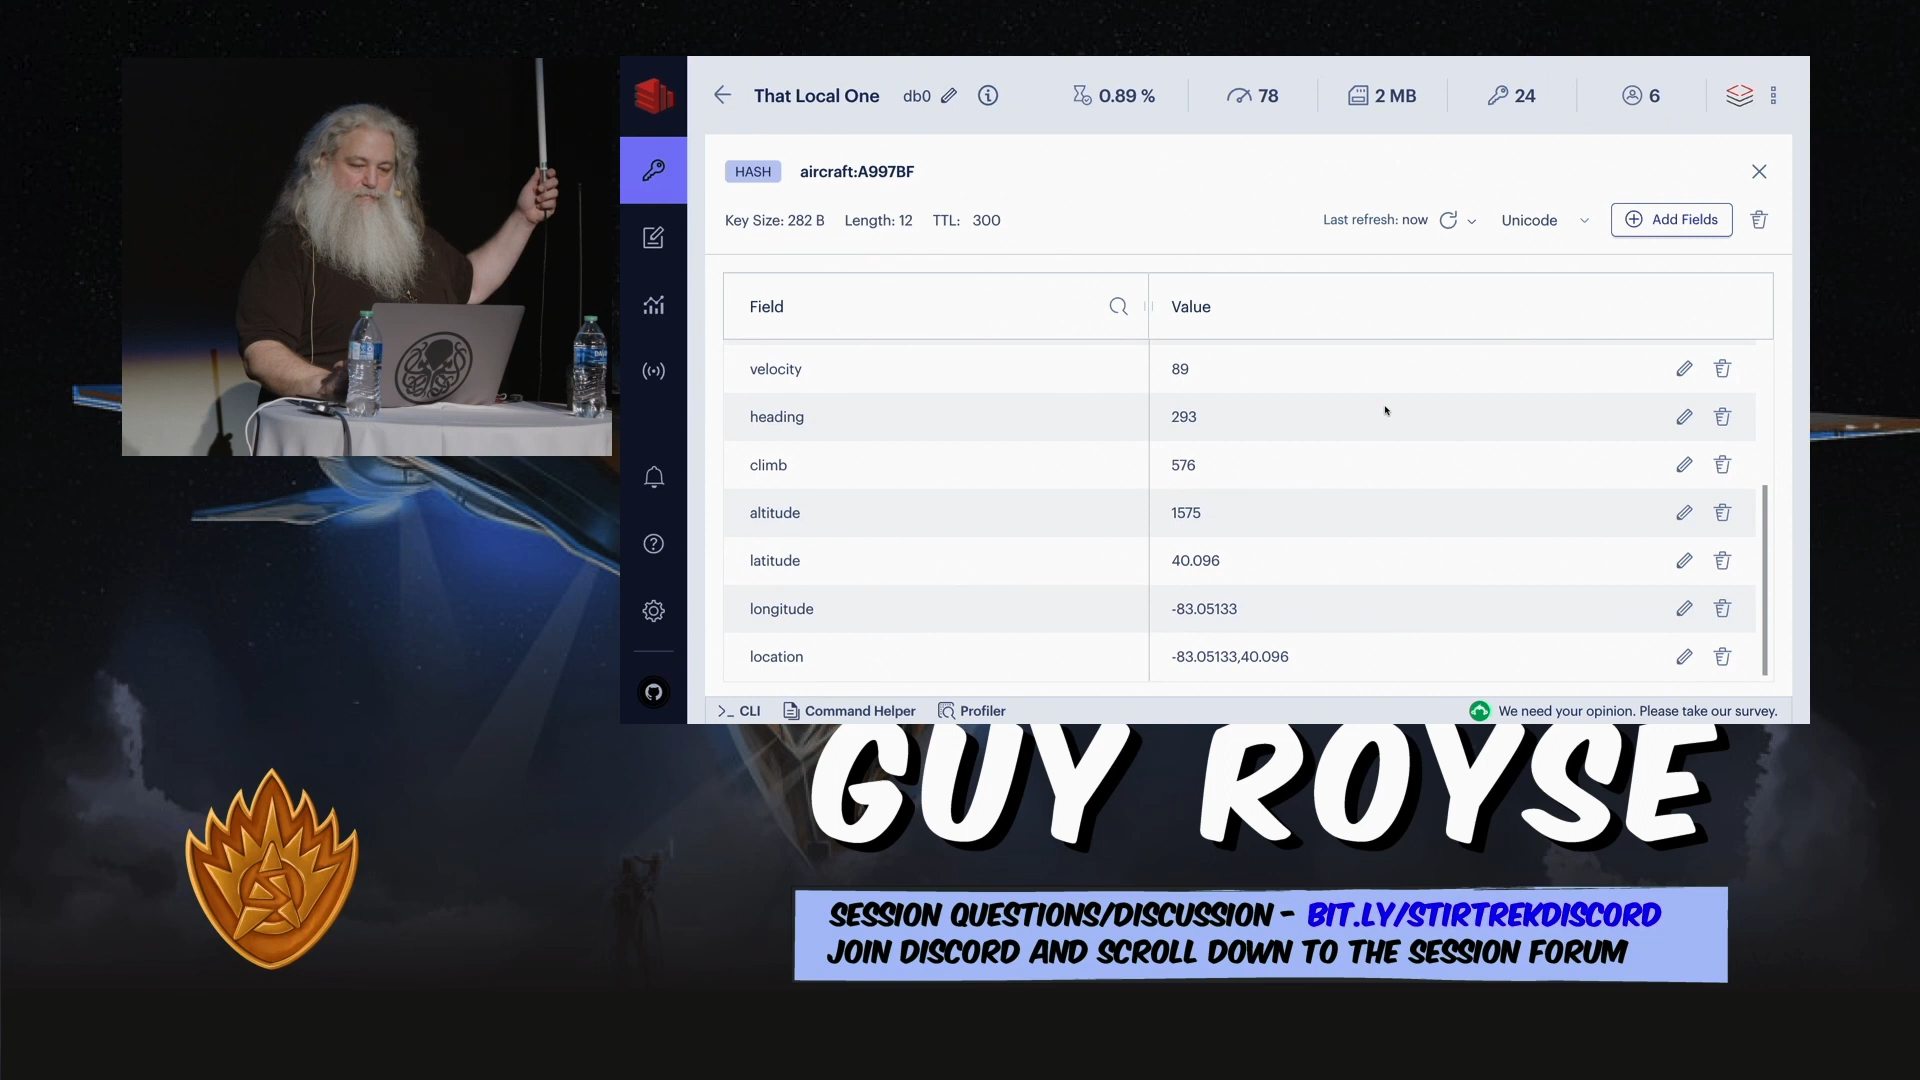 That Local One db0 0.89 % 78 2 MB 24 6
HASH aircraft:A997BF
Key Size: 282 B Length: 12 TTL: 300 Last refresh: now Unicode Add Fields
Field Value
velocity 89
heading 293
climb 576
altitude 1575
latitude 40.096
longitude -83.05133
location -83.05133,40.096
>_ CLI Command Helper Profiler We need your opinion. Please take our survey.
GUY ROYSE
SESSION QUESTIONS/DISCUSSION - BIT.LY/STIRTREKDISCORD
JOIN DISCORD AND SCROLL DOWN TO THE SESSION FORUM